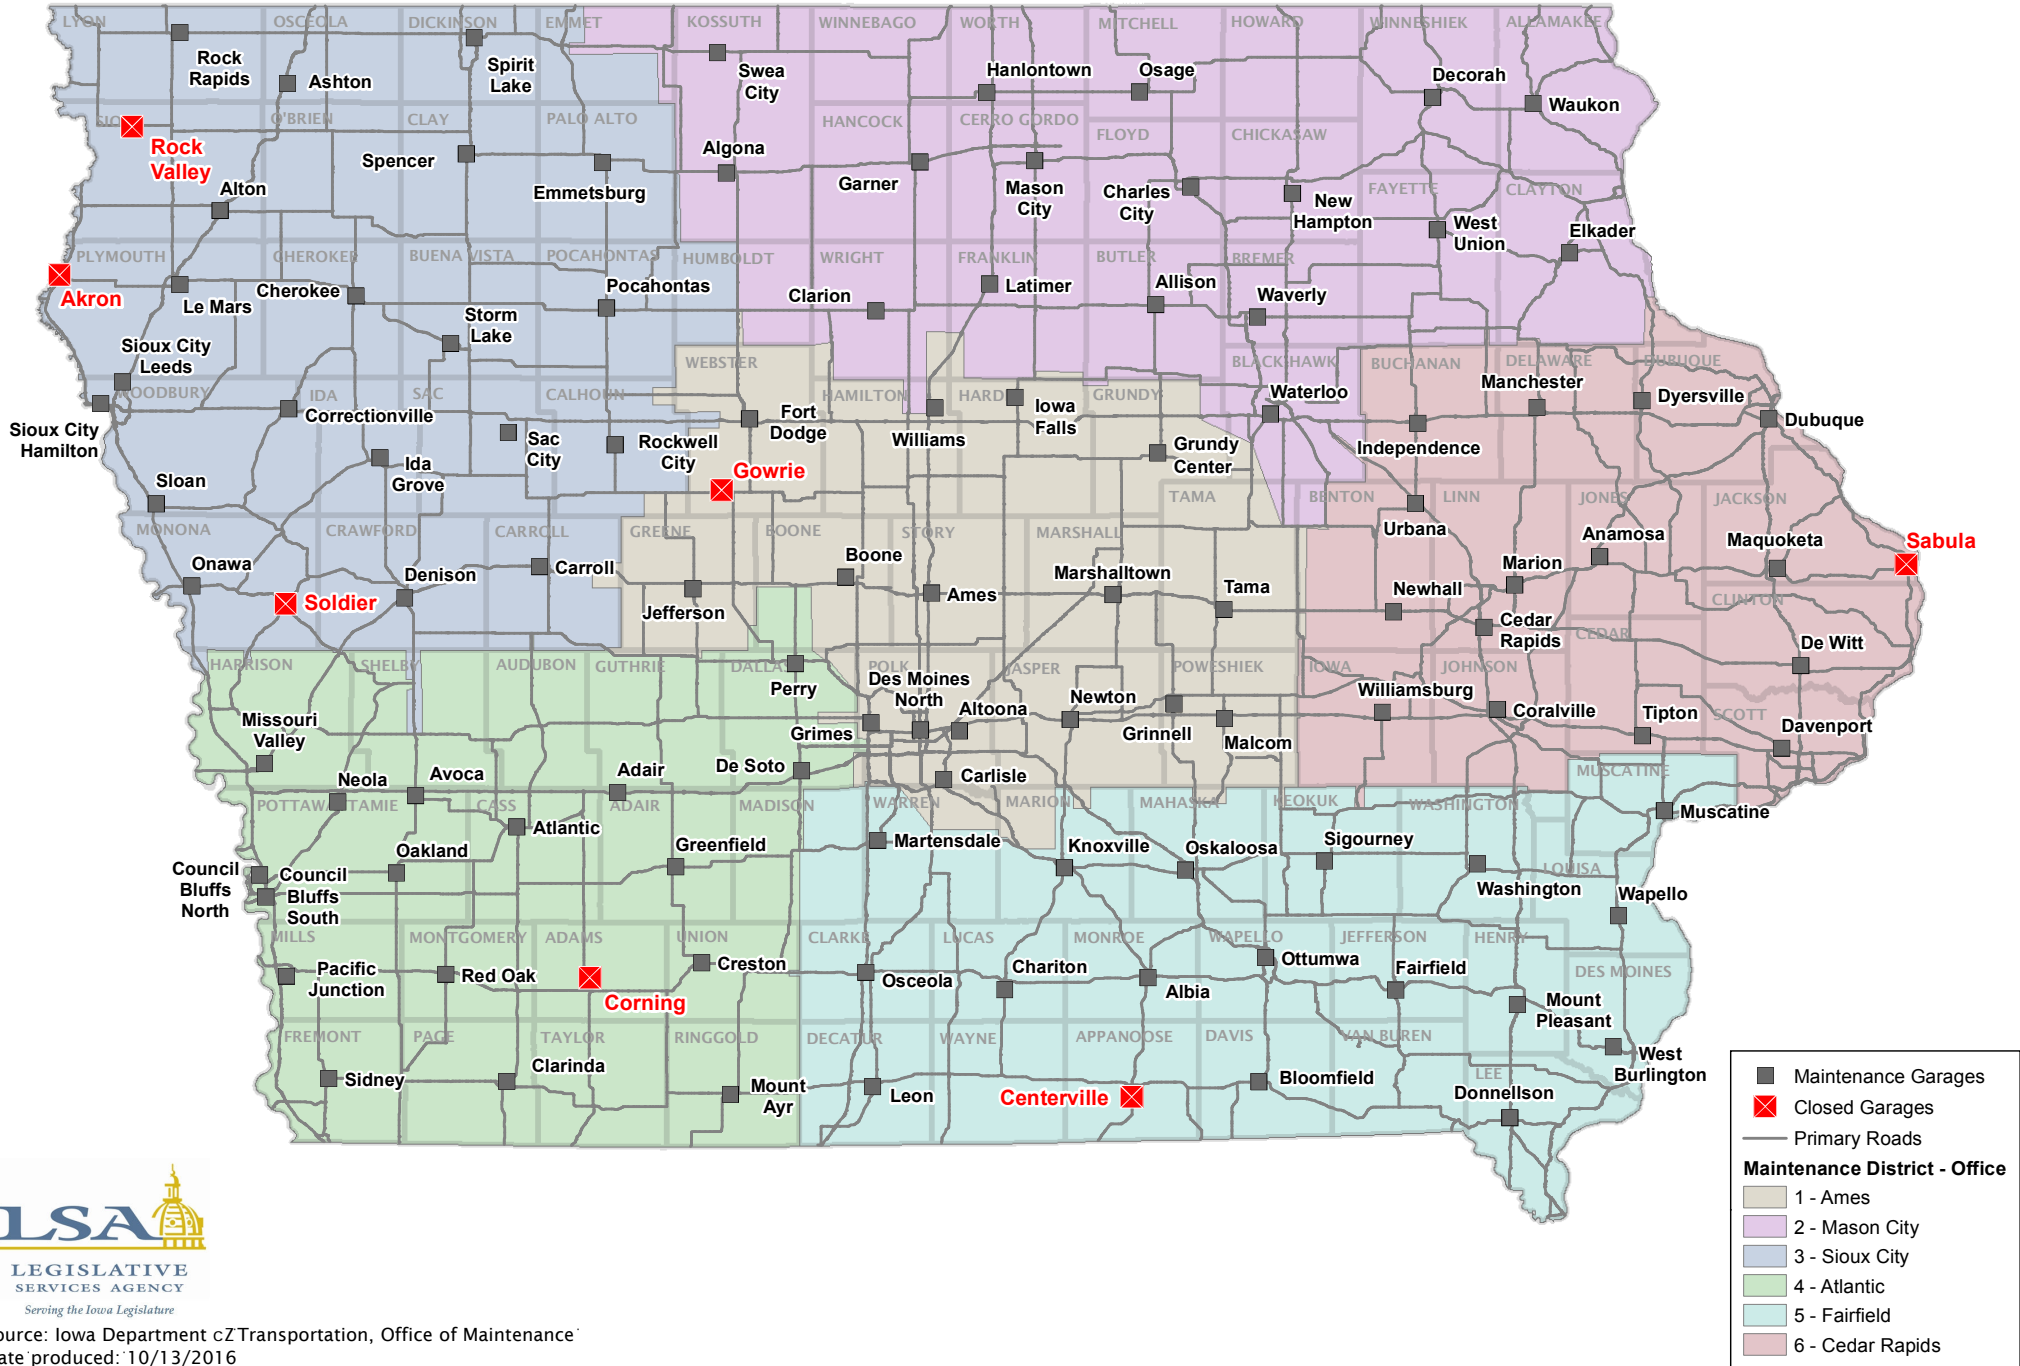 LYON
OSCEOLA
DICKINSON
EMMET
KOSSUTH
WINNEBAGO
WORTH
MITCHELL
HOWARD
WINNESHIEK
ALLAMAKEE
Rock
Rapids
Ashton
Spirit
Lake
Swea
City
Hanlontown
Osage
Decorah
Waukon
O'BRIEN
CLAY
PALO ALTO
HANCOCK
CERRO GORDO
FLOYD
CHICKASAW
Rock
Valley
Spencer
Emmetsburg
Algona
Garner
Mason
City
Charles
City
New
Hampton
FAYETTE
CLAYTON
Alton
West
Union
Elkader
PLYMOUTH
CHEROKEE
BUENA VISTA
POCAHONTAS
HUMBOLDT
WRIGHT
FRANKLIN
BUTLER
BREMER
Akron
Le Mars
Cherokee
Storm
Lake
Pocahontas
Clarion
Latimer
Allison
Waverly
Sioux City
Leeds
WOODBURY
IDA
SAC
CALHOUN
WEBSTER
HAMILTON
HARD
GRUNDY
BLACK HAWK
BUCHANAN
DELAWARE
DUBUQUE
Sioux City
Hamilton
Correctionville
Sac
City
Rockwell
City
Fort
Dodge
Williams
Iowa
Falls
Grundy
Center
Waterloo
Independence
Manchester
Dyersville
Dubuque
Sloan
Ida
Grove
Gowrie
MONONA
CRAWFORD
CARROLL
GREENE
BOONE
STORY
MARSHALL
TAMA
BENTON
LINN
JONES
JACKSON
Urbana
Anamosa
Maquoketa
Sabula
Onawa
Soldier
Denison
Carroll
Jefferson
Boone
Ames
Marshalltown
Tama
Newhall
Marion
Cedar
Rapids
CEDAR
CLINTON
De Witt
HARRISON
SHELBY
AUDUBON
GUTHRIE
DALLAS
POLK
JASPER
POWESHIEK
IOWA
JOHNSON
SCOTT
Perry
Des Moines
North
Altoona
Newton
Grinnell
Malcom
Williamsburg
Coralville
Tipton
Davenport
Missouri
Valley
Neola
Avoca
Adair
De Soto
Grimes
Carlisle
MUSCATINE
POTTAWATTAMIE
CASS
ADAIR
MADISON
WARREN
MARION
MAHASKA
KEOKUK
WASHINGTON
Muscatine
Atlantic
Oakland
Greenfield
Martensdale
Knoxville
Oskaloosa
Sigourney
Washington
LOUISA
Wapello
Council
Bluffs
North
Council
Bluffs
South
MILLS
MONTGOMERY
ADAMS
UNION
CLARKE
LUCAS
MONROE
WAPELLO
JEFFERSON
HENRY
DES MOINES
Pacific
Junction
Red Oak
Corning
Creston
Osceola
Chariton
Albia
Ottumwa
Fairfield
Mount
Pleasant
FREMONT
PAGE
TAYLOR
RINGGOLD
DECATUR
WAYNE
APPANOOSE
DAVIS
VAN BUREN
LEE
West
Burlington
Sidney
Clarinda
Mount
Ayr
Leon
Centerville
Bloomfield
Donnellson
Maintenance Garages
Closed Garages
Primary Roads
Maintenance District - Office
1 - Ames
2 - Mason City
3 - Sioux City
4 - Atlantic
5 - Fairfield
6 - Cedar Rapids
LSA
LEGISLATIVE
SERVICES AGENCY
Serving the Iowa Legislature
ource: Iowa Department cZ Transportation, Office of Maintenance
ate produced: 10/13/2016